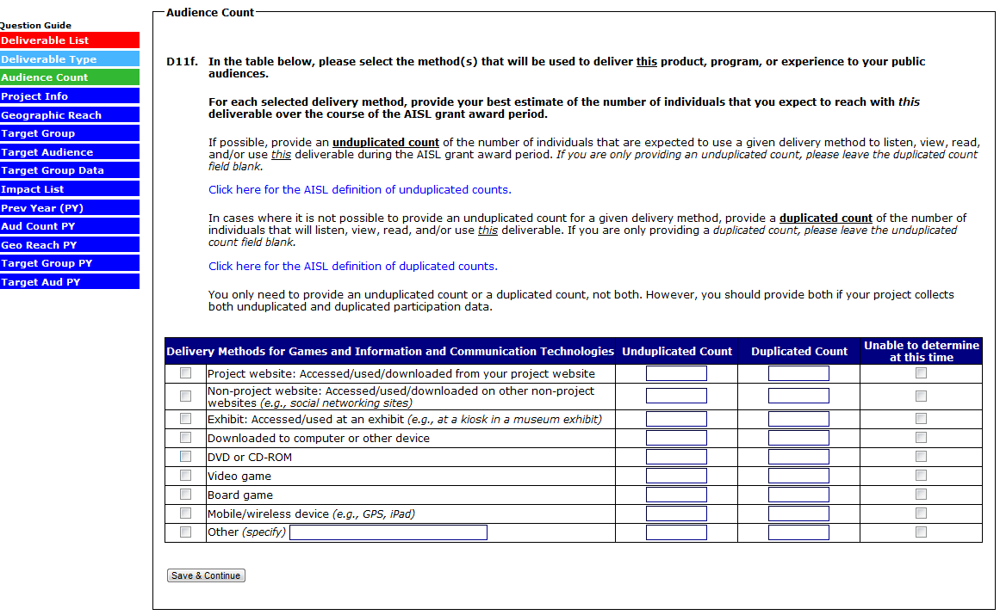 Question Guide
Deliverable List
Deliverable Type
Audience Count
Project Info
Geographic Reach
Target Group
Target Audience
Target Group Data
Impact List
Prev Year (PY)
Aud Count PY
Geo Reach PY
Target Group PY
Target Aud PY
Audience Count
D11f. In the table below, please select the method(s) that will be used to deliver this product, program, or experience to your public
audiences.
For each selected delivery method, provide your best estimate of the number of individuals that you expect to reach with this
deliverable over the course of the AISL grant award period.
If possible, provide an unduplicated count of the number of individuals that are expected to use a given delivery method to listen, view, read,
and/or use this deliverable during the AISL grant award period. If you are only providing an unduplicated count, please leave the duplicated count
field blank.
Click here for the AISL definition of unduplicated counts.
In cases where it is not possible to provide an unduplicated count for a given delivery method, provide a duplicated count of the number of
individuals that will listen, view, read, and/or use this deliverable. If you are only providing a duplicated count, please leave the unduplicated
count field blank.
Click here for the AISL definition of duplicated counts.
You only need to provide an unduplicated count or a duplicated count, not both. However, you should provide both if your project collects
both unduplicated and duplicated participation data.
Delivery Methods for Games and Information and Communication Technologies Unduplicated Count Duplicated Count Unable to determine
at this time
Project website: Accessed/used/downloaded from your project website
Non-project website: Accessed/used/downloaded on other non-project
websites (e.g., social networking sites)
Exhibit: Accessed/used at an exhibit (e.g., at a kiosk in a museum exhibit)
Downloaded to computer or other device
DVD or CD-ROM
Video game
Board game
Mobile/wireless device (e.g., GPS, iPad)
Other (specify)
Save & Continue